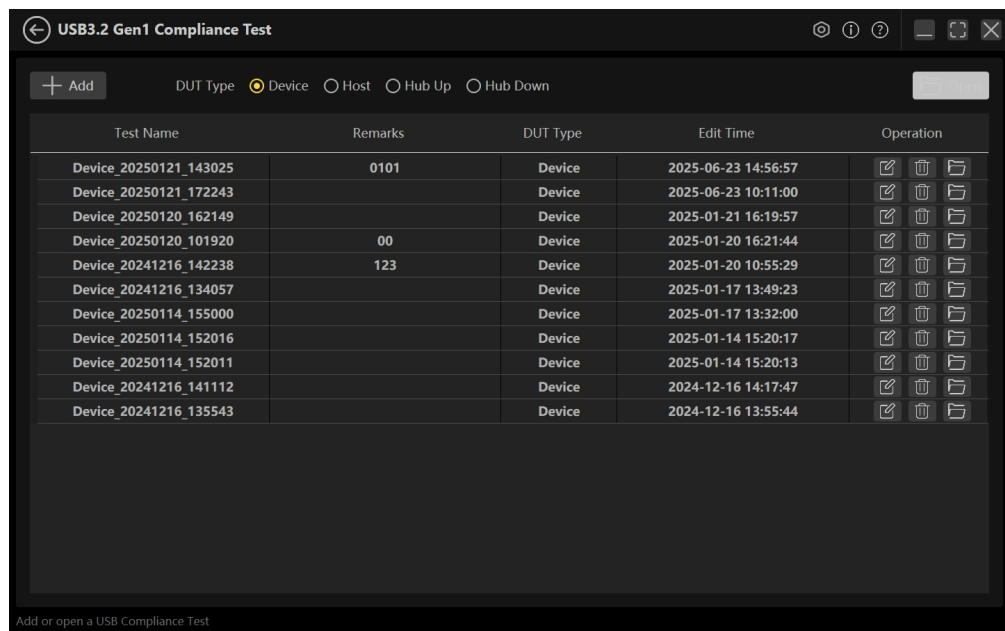 USB3.2 Gen1 Compliance Test
Add DUT Type Device Host Hub Up Hub Down
Test Name Remarks DUT Type Edit Time Operation
Device_20250121_143025 0101 Device 2025-06-23 14:56:57
Device_20250121_172243 Device 2025-06-23 10:11:00
Device_20250120_162149 Device 2025-01-21 16:19:57
Device_20250120_101920 00 Device 2025-01-20 16:21:44
Device_20241216_142238 123 Device 2025-01-20 10:55:29
Device_20241216_134057 Device 2025-01-17 13:49:23
Device_20250114_155000 Device 2025-01-17 13:32:00
Device_20250114_152016 Device 2025-01-14 15:20:17
Device_20250114_152011 Device 2025-01-14 15:20:13
Device_20241216_141112 Device 2024-12-16 14:17:47
Device_20241216_135543 Device 2024-12-16 13:55:44
Add or open a USB Compliance Test